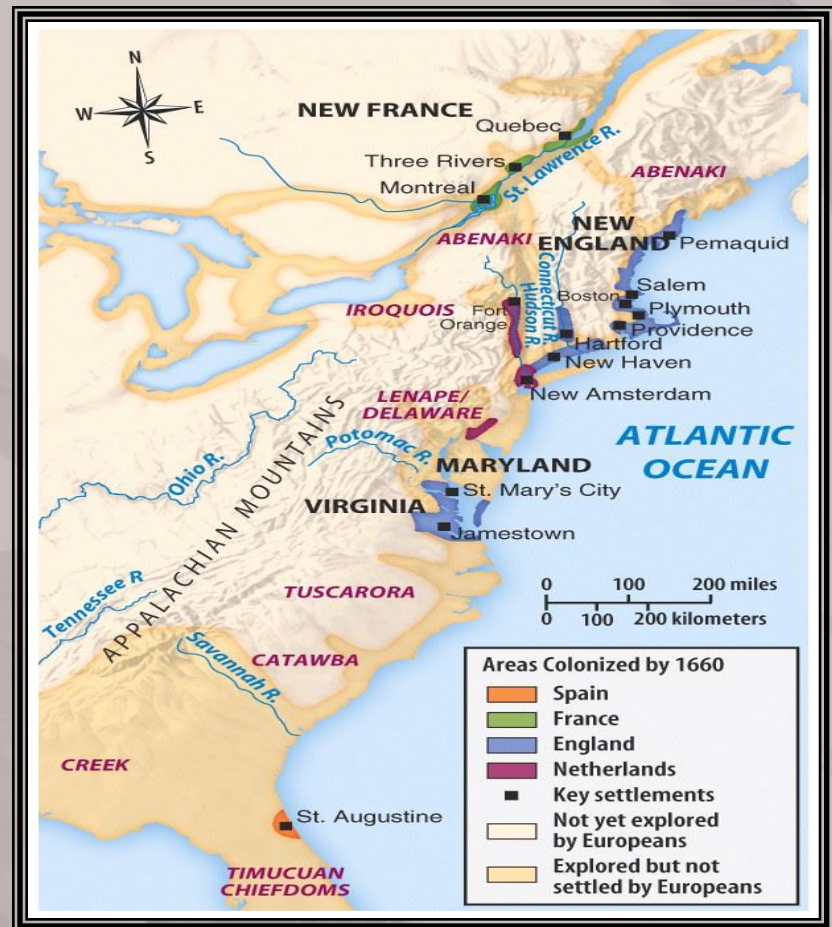 N
W
E
S
NEW FRANCE
Quebec
Three Rivers
St. Lawrence R.
Montreal
ABENAKI
ABENAKI
NEW
ENGLAND
Pemaquid
Connecticut R.
Hudson R.
Salem
Boston
Plymouth
Providence
IROQUOIS
Fort
Orange
Hartford
New Haven
New Amsterdam
LENAPE/
DELAWARE
ATLANTIC
OCEAN
Potomac R.
Ohio R.
MARYLAND
St. Mary's City
VIRGINIA
Jamestown
APPALACHIAN MOUNTAINS
Tennessee R
TUSCARORA
0 100 200 miles
0 100 200 kilometers
CATAWBA
Savannah R.
CREEK
St. Augustine
TIMUCUAN
CHIEFDOMS
Areas Colonized by 1660
Spain
France
England
Netherlands
Key settlements
Not yet explored
by Europeans
Explored but not
settled by Europeans